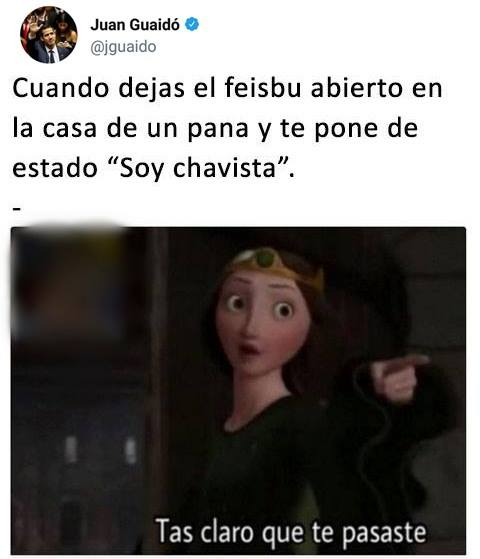 Juan Guaidó
@jguaido
Cuando dejas el feisbu abierto en
la casa de un pana y te pone de
estado “Soy chavista”.
-
Tas claro que te pasaste